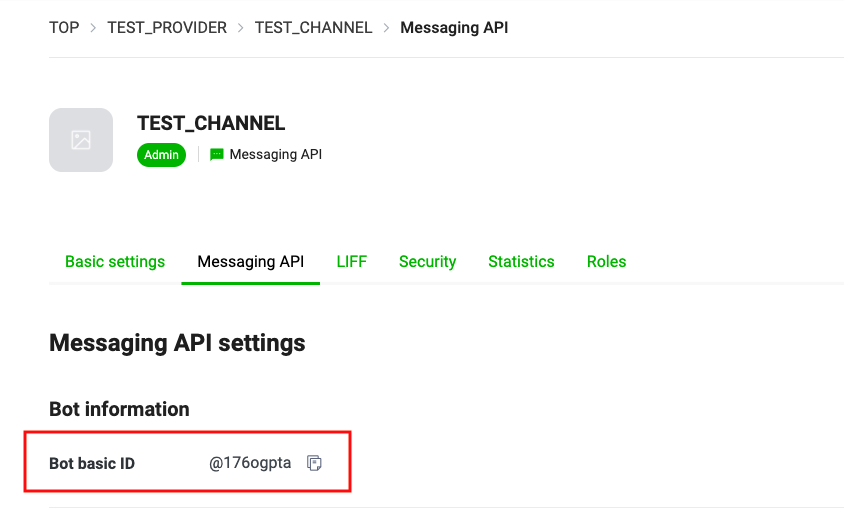 TOP > TEST_PROVIDER > TEST_CHANNEL > Messaging API
TEST_CHANNEL
Admin
Messaging API
Basic settings Messaging API LIFF Security Statistics Roles
Messaging API settings
Bot information
Bot basic ID @176ogpta